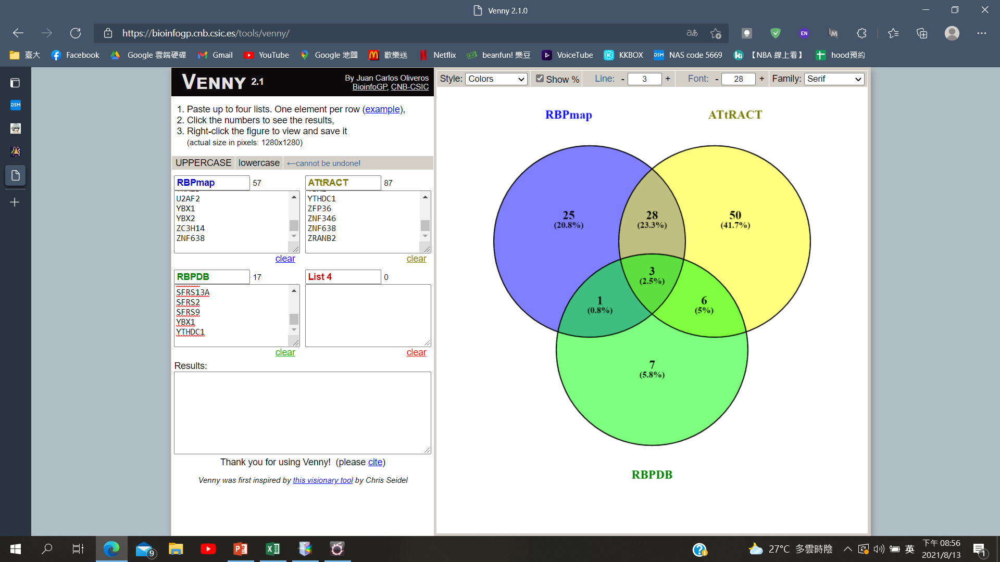 Venny 2.1.0
https://bioinfogp.cnb.csic.es/tools/venny/
あ
EN
臺大
Facebook
Google 雲端硬碟
Gmail
YouTube
Google 地圖
歡樂送
Netflix
beanfun! 樂豆
VoiceTube
KKBOX
DSM
NAS code 5669
ki
【NBA 線上看】
hood預約
DSM
VENNY 2.1
By Juan Carlos Oliveros
BioinfoGP, CNB-CSIC
1. Paste up to four lists. One element per row (example),
2. Click the numbers to see the results,
3. Right-click the figure to view and save it
(actual size in pixels: 1280x1280)
UPPERCASE
lowercase
←cannot be undone!
RBPmap
57
U2AF2
YBX1
YBX2
ZC3H14
ZNF638
clear
ATtRACT
87
YTHDC1
ZFP36
ZNF346
ZNF638
ZRANB2
clear
RBPDB
17
SFRS13A
SFRS2
SFRS9
YBX1
YTHDC1
clear
List 4
0
clear
Results:
Thank you for using Venny! (please cite)
Venny was first inspired by this visionary tool by Chris Seidel
Style: Colors
Show %
Line: - 3 +
Font: - 28 +
Family: Serif
RBPmap
ATtRACT
25
(20.8%)
28
(23.3%)
50
(41.7%)
3
(2.5%)
1
(0.8%)
6
(5%)
7
(5.8%)
RBPDB
9
27°C 多雲時陰
英
下午 08:56
2021/8/13
1